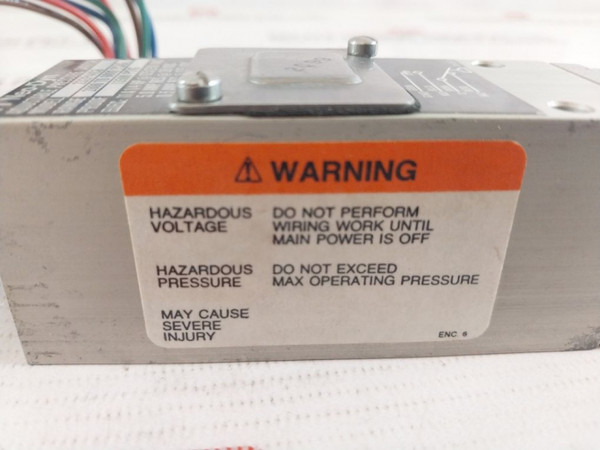 WARNING
HAZARDOUS VOLTAGE
DO NOT PERFORM
WIRING WORK UNTIL
MAIN POWER IS OFF
HAZARDOUS PRESSURE
DO NOT EXCEED
MAX OPERATING PRESSURE
MAY CAUSE
SEVERE
INJURY
ENC. 6